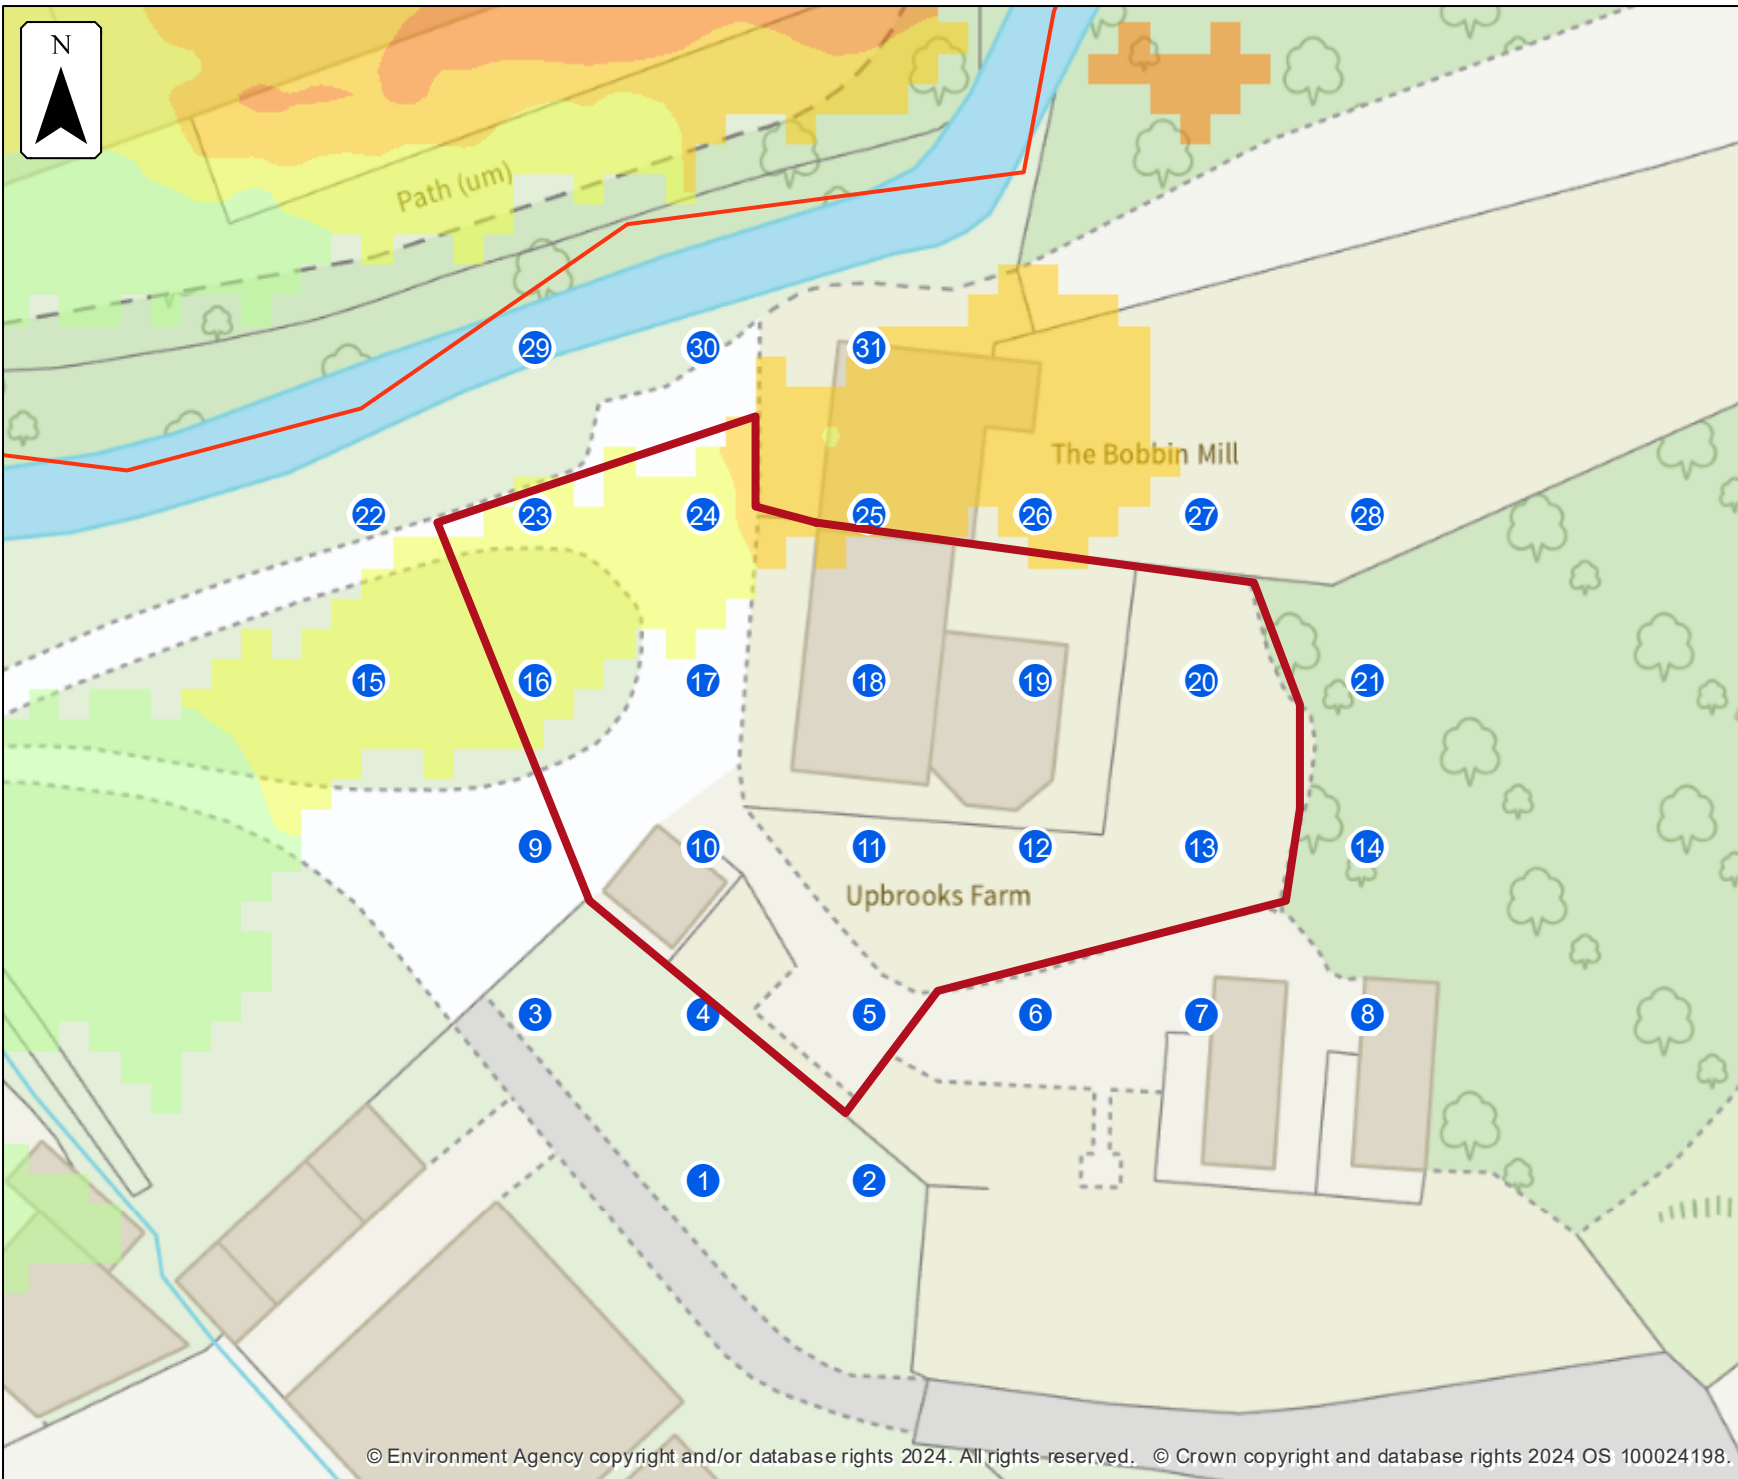 N
Path (um)
29 30 31
The Bobbin Mill
22 23 24 25 26 27 28
15 16 17 18 19 20 21
9 10 11 12 13 14
Upbrooks Farm
3 4 5 6 7 8
1 2
© Environment Agency copyright and/or database rights 2024. All rights reserved. © Crown copyright and database rights 2024 OS 100024198.